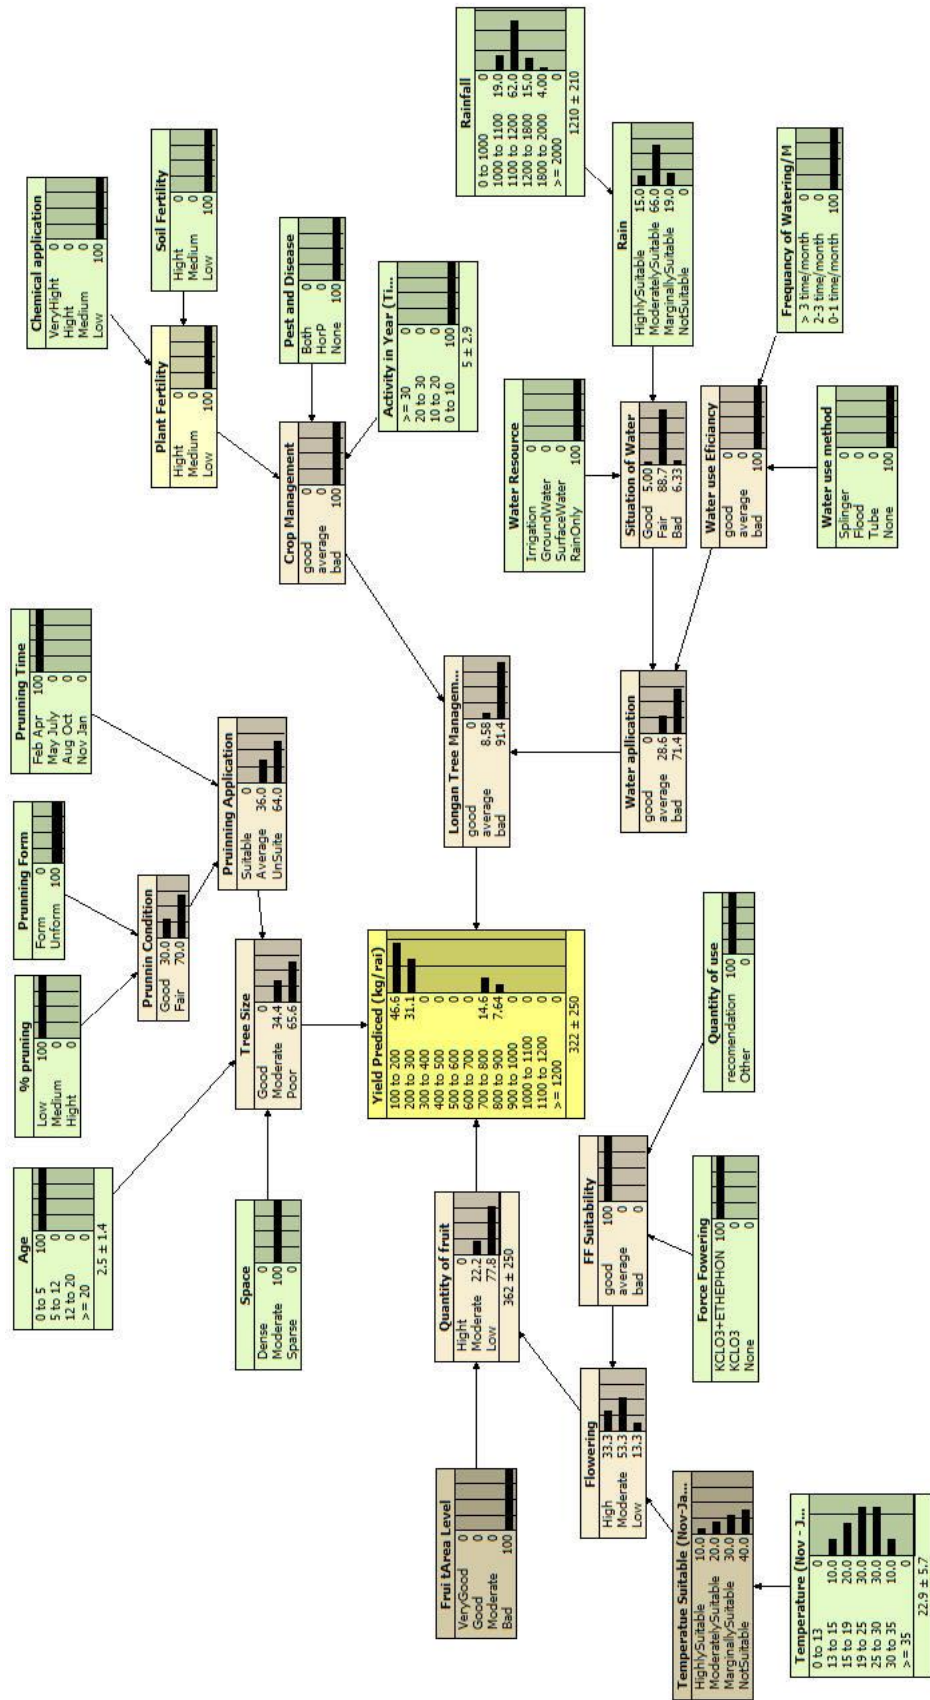 Age
0 to 5 100
5 to 12 0
12 to 20 0
>= 20 0
2.5 ± 1.4
% pruning
Low 100
Medium 0
Hight 0
Prunning Form
Form 0
Unform 100
Prunning Time
Feb Apr 100
May July 0
Aug Oct 0
Nov Jan 0
Chemical application
VeryHight 0
Hight 0
Medium 0
Low 100
Soil Fertility
Hight 0
Medium 0
Low 100
Prunnin Condition
Good 30.0
Fair 70.0
Plant Fertility
Hight 0
Medium 0
Low 100
Pruinning Application
Suitable 0
Average 36.0
UnSuite 64.0
Space
Dense 0
Moderate 100
Sparse 0
Tree Size
Good 0
Moderate 34.4
Poor 65.6
Crop Management
good 0
average 0
bad 100
Pest and Disease
Both 0
HorP 0
None 100
Activity in Year (Ti...
>= 30 0
20 to 30 0
10 to 20 0
0 to 10 100
5 ± 2.9
Frui tArea Level
VeryGood 0
Good 0
Moderate 0
Bad 100
Quantity of fruit
Hight 0
Moderate 22.2
Low 77.8
362 ± 250
Yield Prediced (kg/rai)
100 to 200 46.6
200 to 300 31.1
300 to 400 0
400 to 500 0
500 to 600 0
600 to 700 0
700 to 800 14.6
800 to 900 7.64
900 to 1000 0
1000 to 1100 0
1100 to 1200 0
>= 1200 0
322 ± 250
Longan Tree Managem...
good 0
average 8.58
bad 91.4
Water Resource
Irrigation 0
GroundWater 0
SurfaceWater 0
RainOnly 100
Rainfall
0 to 1000 0
1000 to 1100 19.0
1100 to 1200 62.0
1200 to 1800 15.0
1800 to 2000 4.00
>= 2000 0
1210 ± 210
Flowering
High 33.3
Moderate 53.3
Low 13.3
FF Suitability
good 100
average 0
bad 0
Water apllication
good 0
average 28.6
bad 71.4
Situation of Water
Good 5.00
Fair 88.7
Bad 6.33
Rain
HighlySuitable 15.0
ModeratelySuitable 66.0
MarginallySuitable 19.0
NotSuitable 0
Temperatue Suitable (Nov-Ja...
HighlySuitable 10.0
ModeratelySuitable 20.0
MarginallySuitable 30.0
NotSuitable 40.0
Force Fowering
KCLO3+ETHEPHON 100
KCLO3 0
None 0
Quantity of use
recomendation 100
Other 0
Water use Eficiancy
good 0
average 0
bad 100
Frequancy of Watering/M
> 3 time/month 0
2-3 time/month 0
0-1 time/month 100
Temperature (Nov - J...
0 to 13 0
13 to 15 10.0
15 to 19 20.0
19 to 25 30.0
25 to 30 30.0
30 to 35 10.0
>= 35 0
22.9 ± 5.7
Water use method
Splinger 0
Flood 0
Tube 0
None 100